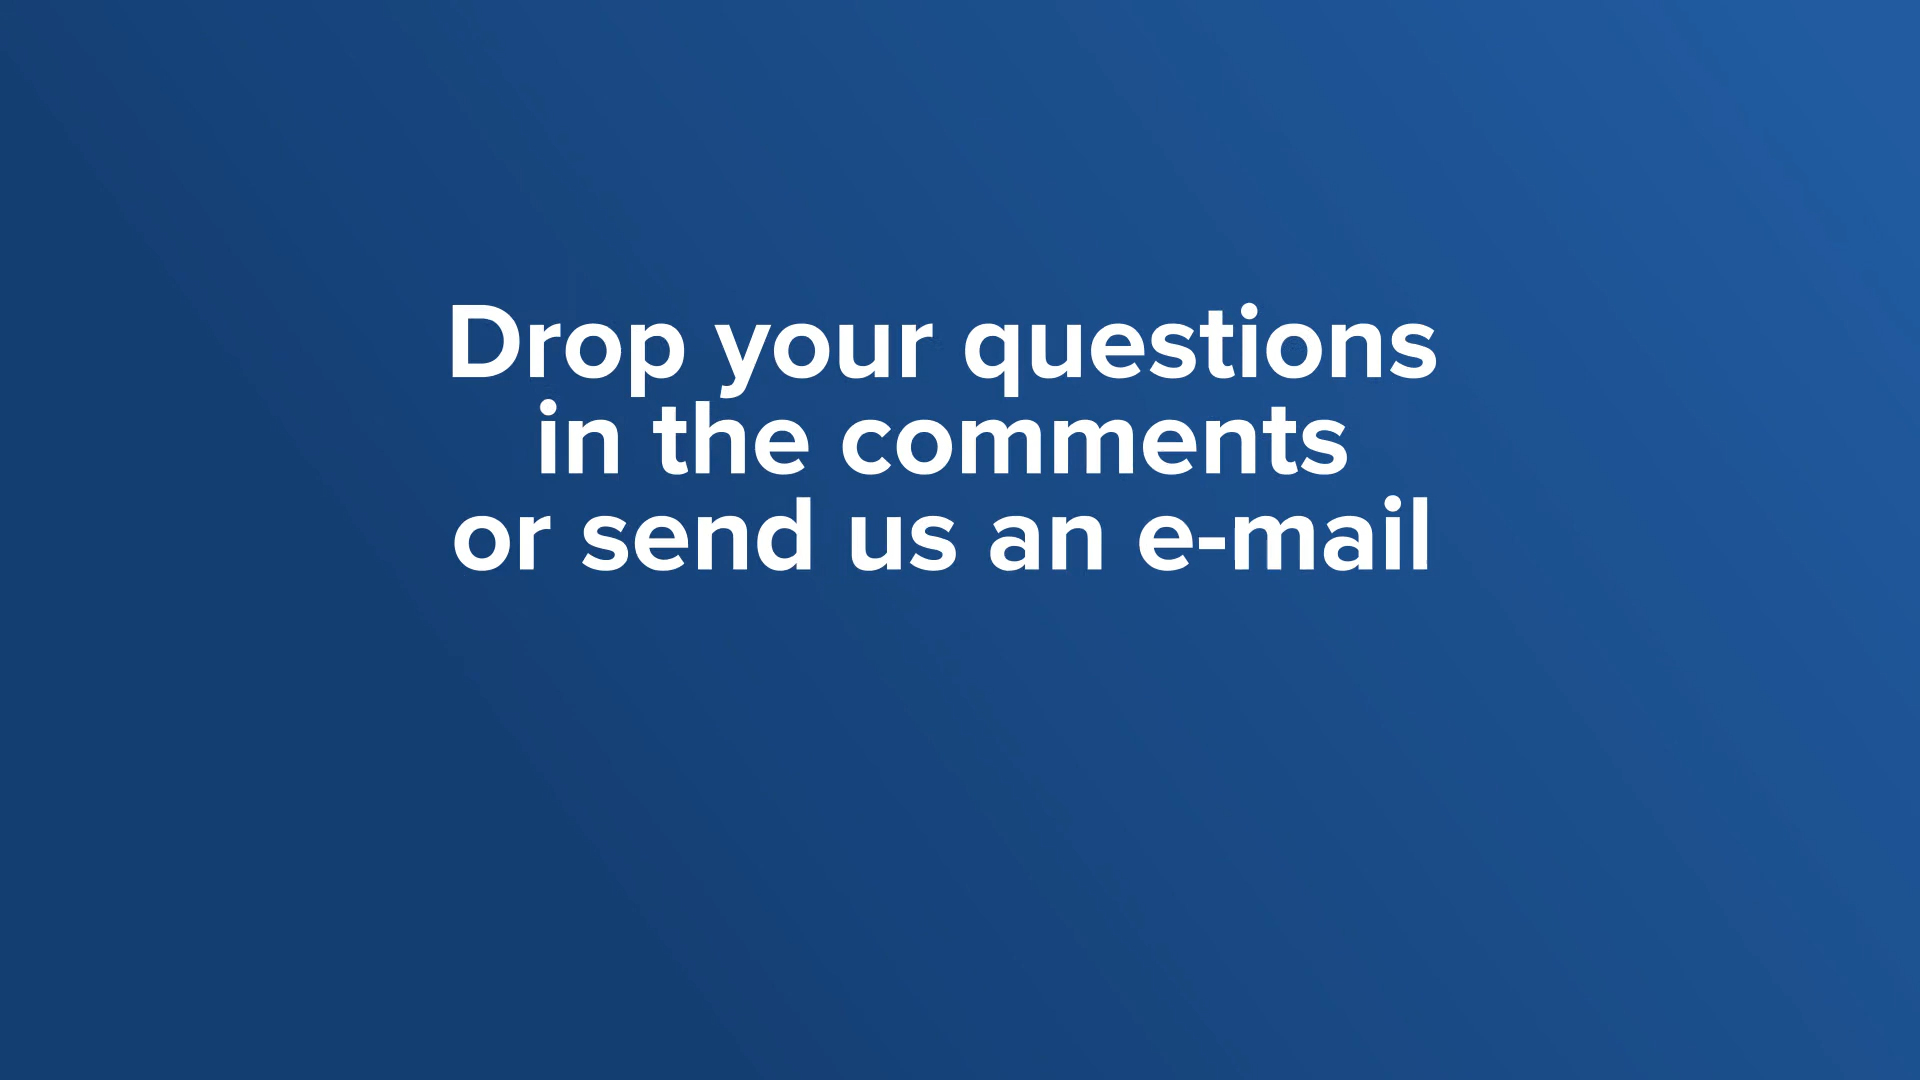 Drop your questions
in the comments
or send us an e-mail